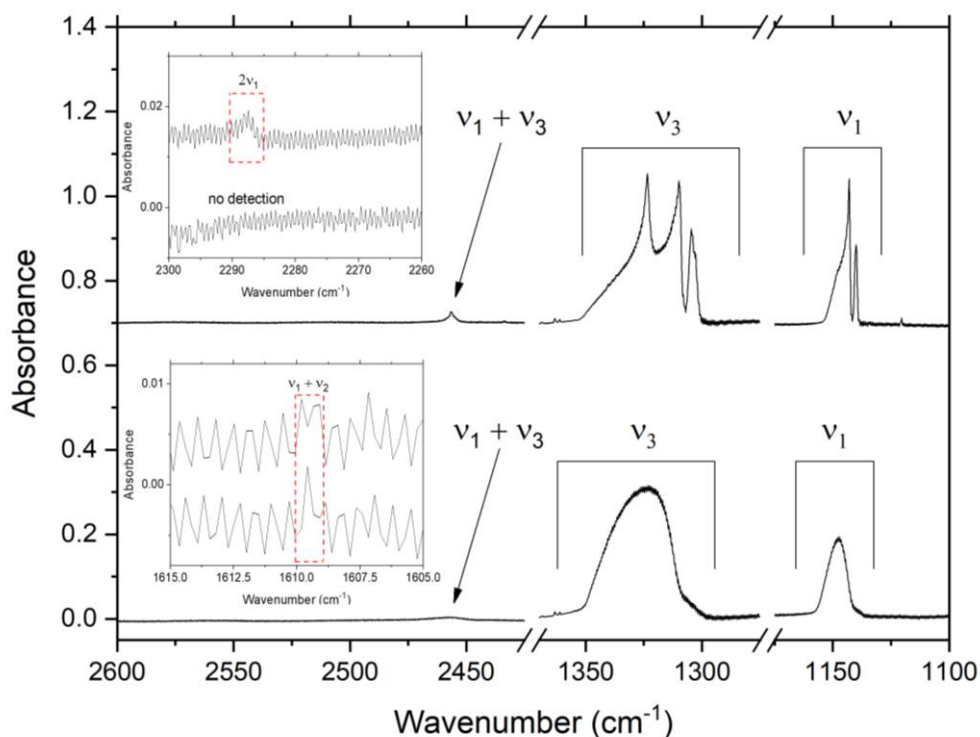 1.4
1.2
1.0
0.8
0.6
0.4
0.2
0.0
Absorbance
2600
2550
2500
2450
1350
1300
1150
1100
Wavenumber (cm⁻¹)
2ν₁
0.02
0.00
Absorbance
no detection
2300
2290
2280
2270
2260
Wavenumber (cm⁻¹)
ν₁ + ν₃
ν₃
ν₁
ν₁ + ν₂
0.01
0.00
Absorbance
1615.0
1612.5
1610.0
1607.5
1605.0
Wavenumber (cm⁻¹)
ν₁ + ν₃
ν₃
ν₁